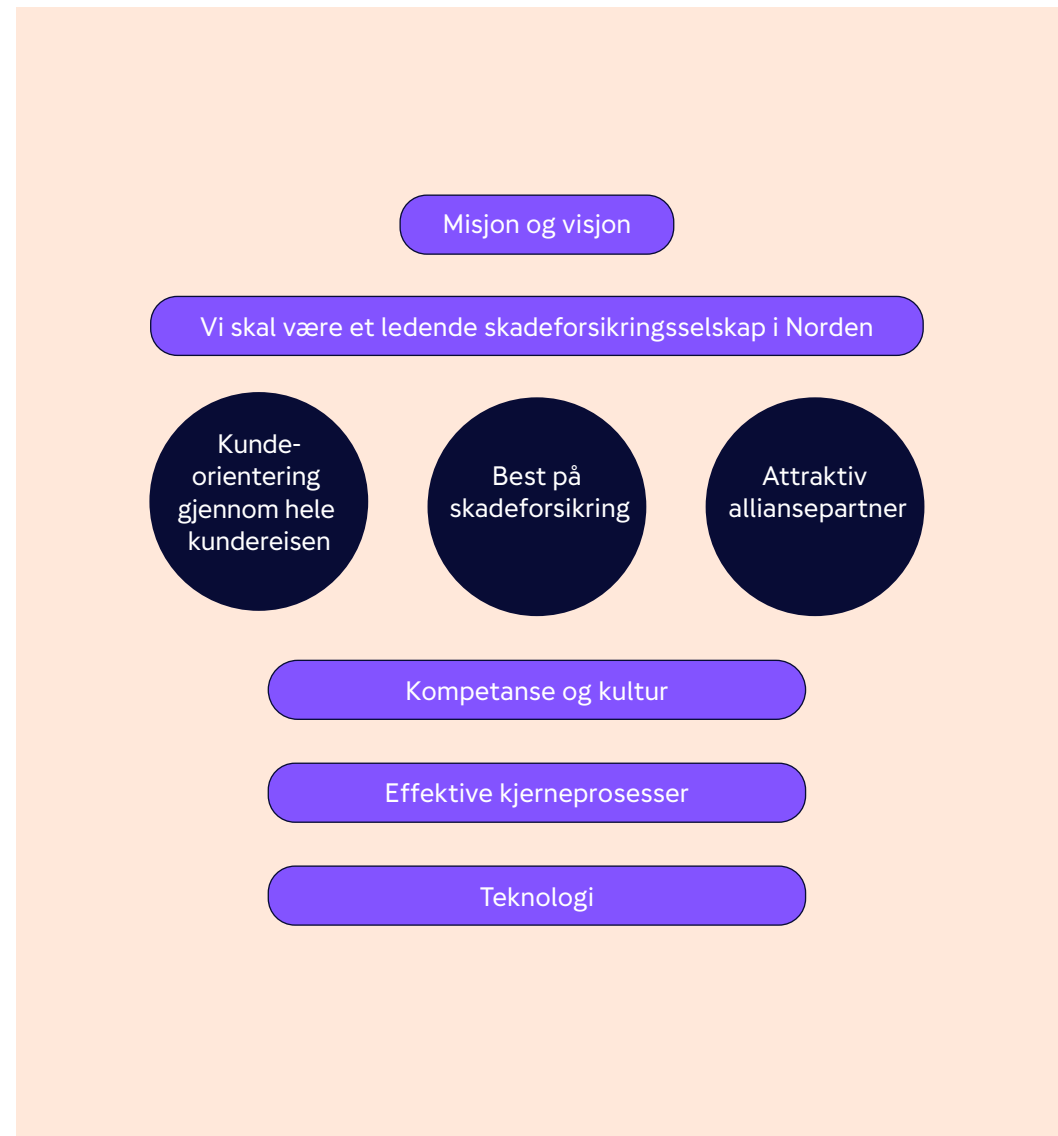 Misjon og visjon
Vi skal være et ledende skadeforsikringsselskap i Norden
Kunde-
orientering
gjennom hele
kundereisen
Best på
skadeforsikring
Attraktiv
alliansepartner
Kompetanse og kultur
Effektive kjerneprosesser
Teknologi